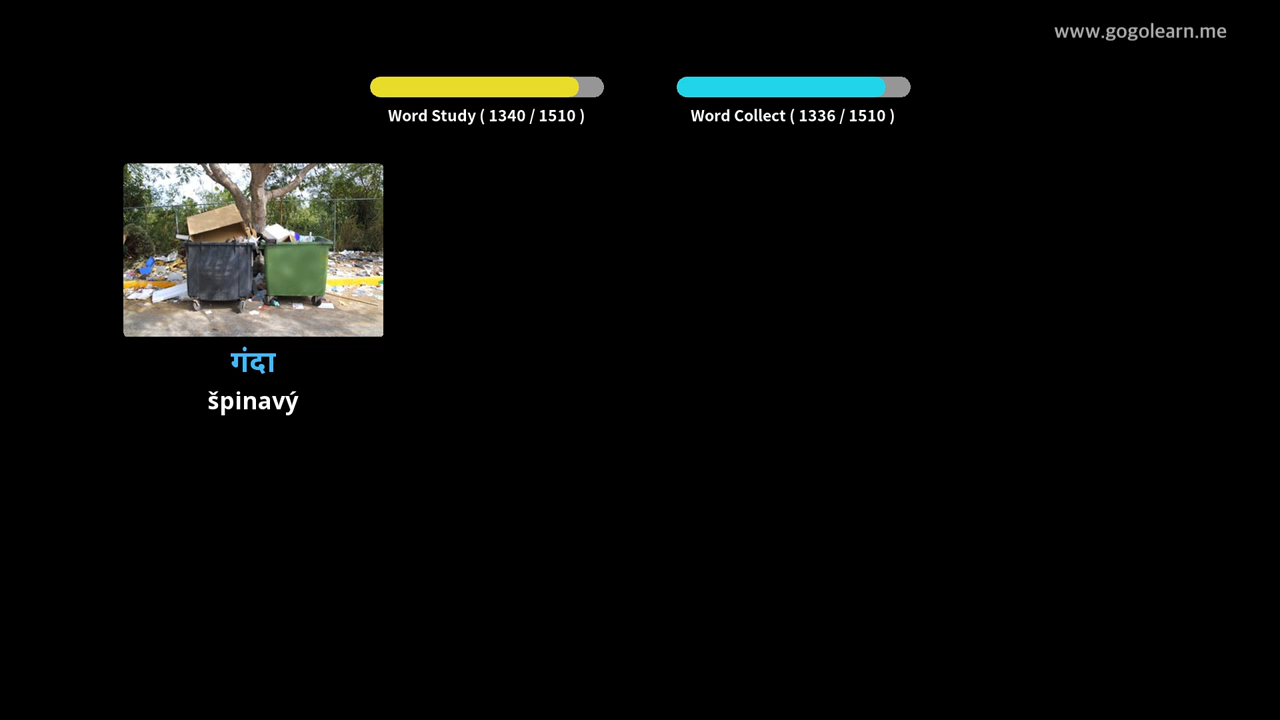 www.gogolearn.me
Word Study ( 1340 / 1510 )
Word Collect ( 1336 / 1510 )
गंदा
špinavý